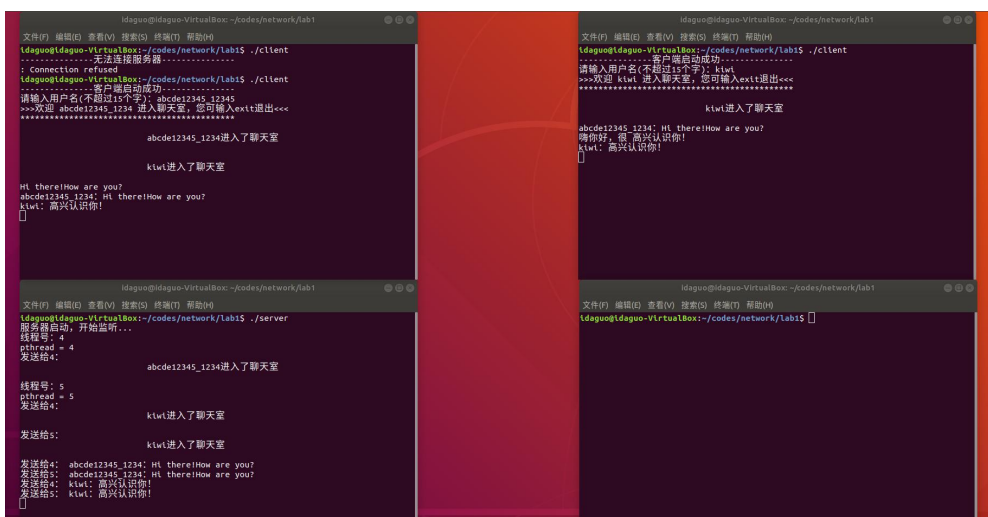 idaguo@idaguo-VirtualBox: ~/codes/network/lab1
文件(F) 编辑(E) 查看(V) 搜索(S) 终端(T) 帮助(H)
idaguo@idaguo-VirtualBox:~/codes/network/lab1$ ./client
---------------无法连接服务器---------------
: Connection refused
idaguo@idaguo-VirtualBox:~/codes/network/lab1$ ./client
---------------客户端启动成功---------------
请输入用户名(不超过15个字): abcde12345_12345
>>>欢迎 abcde12345_1234 进入聊天室，您可输入exit退出<<<
********************************************
abcde12345_1234进入了聊天室
kiwi进入了聊天室
Hi there!How are you?
abcde12345_1234: Hi there!How are you?
kiwi: 高兴认识你!
idaguo@idaguo-VirtualBox: ~/codes/network/lab1
文件(F) 编辑(E) 查看(V) 搜索(S) 终端(T) 帮助(H)
idaguo@idaguo-VirtualBox:~/codes/network/lab1$ ./client
---------------客户端启动成功---------------
请输入用户名(不超过15个字): kiwi
>>>欢迎 kiwi 进入聊天室，您可输入exit退出<<<
********************************************
kiwi进入了聊天室
abcde12345_1234: Hi there!How are you?
嗨你好，很 高兴认识你!
kiwi: 高兴认识你!
idaguo@idaguo-VirtualBox: ~/codes/network/lab1
文件(F) 编辑(E) 查看(V) 搜索(S) 终端(T) 帮助(H)
idaguo@idaguo-VirtualBox:~/codes/network/lab1$ ./server
服务器启动，开始监听...
线程号: 4
pthread = 4
发送给4:
abcde12345_1234进入了聊天室
线程号: 5
pthread = 5
发送给4:
kiwi进入了聊天室
发送给5:
kiwi进入了聊天室
发送给4: abcde12345_1234: Hi there!How are you?
发送给5: abcde12345_1234: Hi there!How are you?
发送给4: kiwi: 高兴认识你!
发送给5: kiwi: 高兴认识你!
idaguo@idaguo-VirtualBox: ~/codes/network/lab1
文件(F) 编辑(E) 查看(V) 搜索(S) 终端(T) 帮助(H)
idaguo@idaguo-VirtualBox:~/codes/network/lab1$